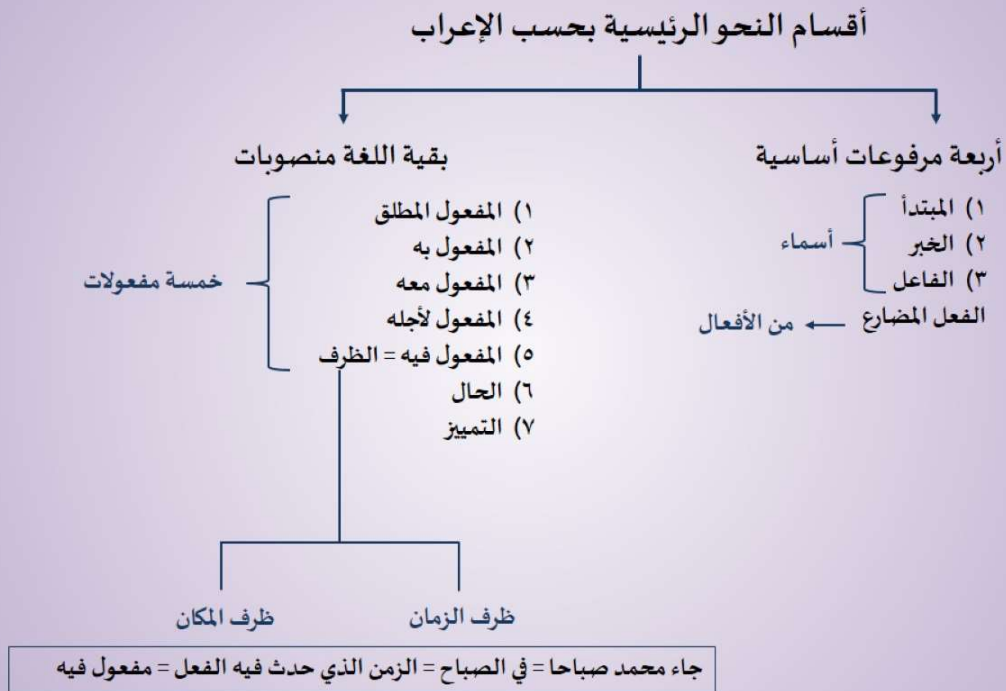 أقسام النحو الرئيسية بحسب الإعراب
أربعة مرفوعات أساسية
١) المبتدأ
٢) الخبر
٣) الفاعل
أسماء
الفعل المضارع
من الأفعال
بقية اللغة منصوبات
١) المفعول المطلق
٢) المفعول به
٣) المفعول معه
٤) المفعول لأجله
٥) المفعول فيه = الظرف
٦) الحال
٧) التمييز
خمسة مفعولات
ظرف الزمان
ظرف المكان
جاء محمد صباحا = في الصباح = الزمن الذي حدث فيه الفعل = مفعول فيه